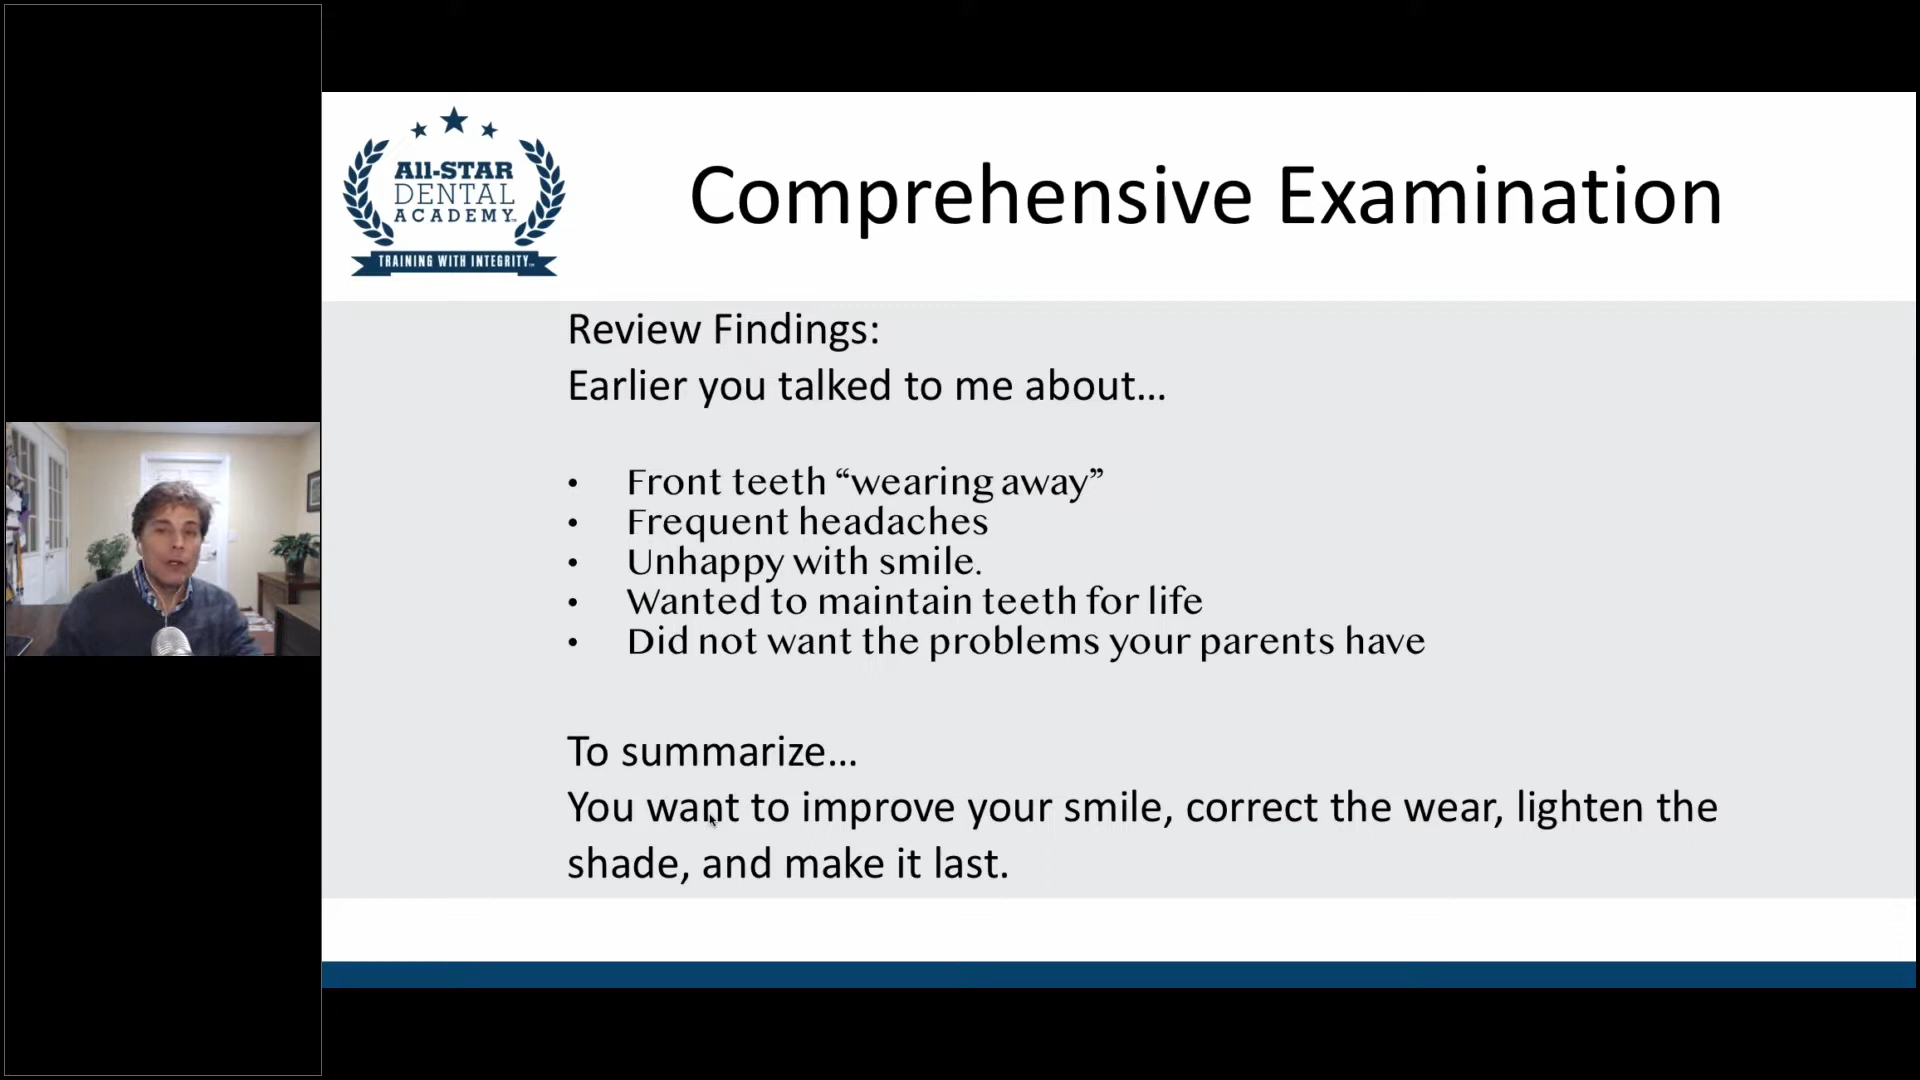 All-STAR
DENTAL
ACADEMY™
TRAINING WITH INTEGRITY™
Comprehensive Examination
Review Findings:
Earlier you talked to me about...
• Front teeth “wearing away”
• Frequent headaches
• Unhappy with smile.
• Wanted to maintain teeth for life
• Did not want the problems your parents have
To summarize...
You want to improve your smile, correct the wear, lighten the
shade, and make it last.